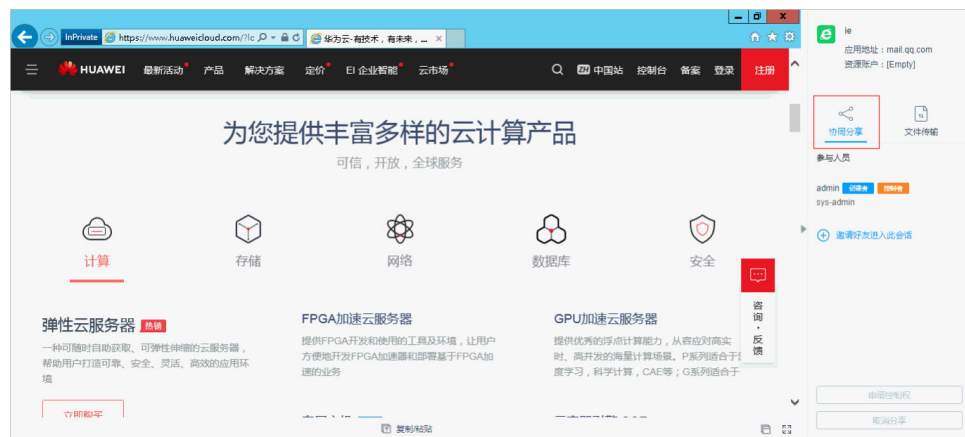 InPrivate https://www.huaweicloud.com/?lc 华为云-有技术，有未来，...
HUAWEI 最新活动 产品 解决方案 定价 EI 企业智能 云市场 ZH 中国站 控制台 备案 登录 注册
为您提供丰富多样的云计算产品
可信，开放，全球服务
计算 存储 网络 数据库 安全
弹性云服务器 热销
一种可随时自助获取、可弹性伸缩的云服务器，
帮助用户打造可靠、安全、灵活、高效的应用环
境
立即购买
FPGA加速云服务器
提供FPGA开发和使用的工具及环境，让用户
方便地开发FPGA加速器和部署基于FPGA加
速的业务
GPU加速云服务器
提供优秀的浮点计算能力，从容应对高实
时、高并发的海量计算场景。P系列适合于
度学习，科学计算，CAE等；G系列适合于
咨询·反馈
复制/粘贴
ie
应用地址：mail.qq.com
资源账户：[Empty]
协同分享 文件传输
参与人员
admin 创建者 控制者
sys-admin
邀请好友进入此会话
申请控制权
取消分享